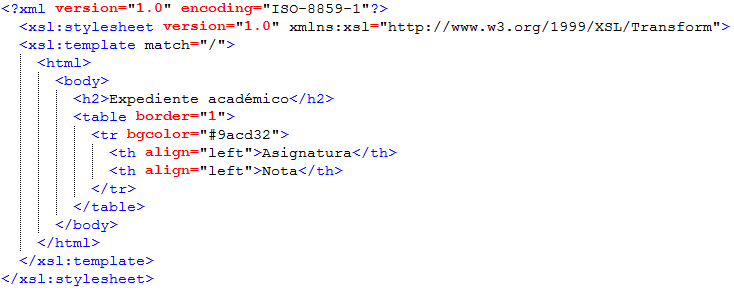 <?xml version="1.0" encoding="ISO-8859-1"?>
<xsl:stylesheet version="1.0" xmlns:xsl="http://www.w3.org/1999/XSL/Transform">
<xsl:template match="/">
<html>
<body>
<h2>Expediente académico</h2>
<table border="1">
<tr bgcolor="#9acd32">
<th align="left">Asignatura</th>
<th align="left">Nota</th>
</tr>
</table>
</body>
</html>
</xsl:template>
</xsl:stylesheet>